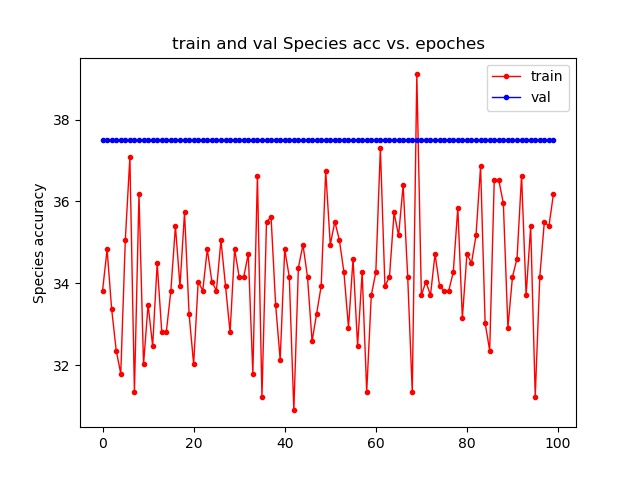 train and val Species acc vs. epoches
train
val
Species accuracy
38
36
34
32
0 20 40 60 80 100